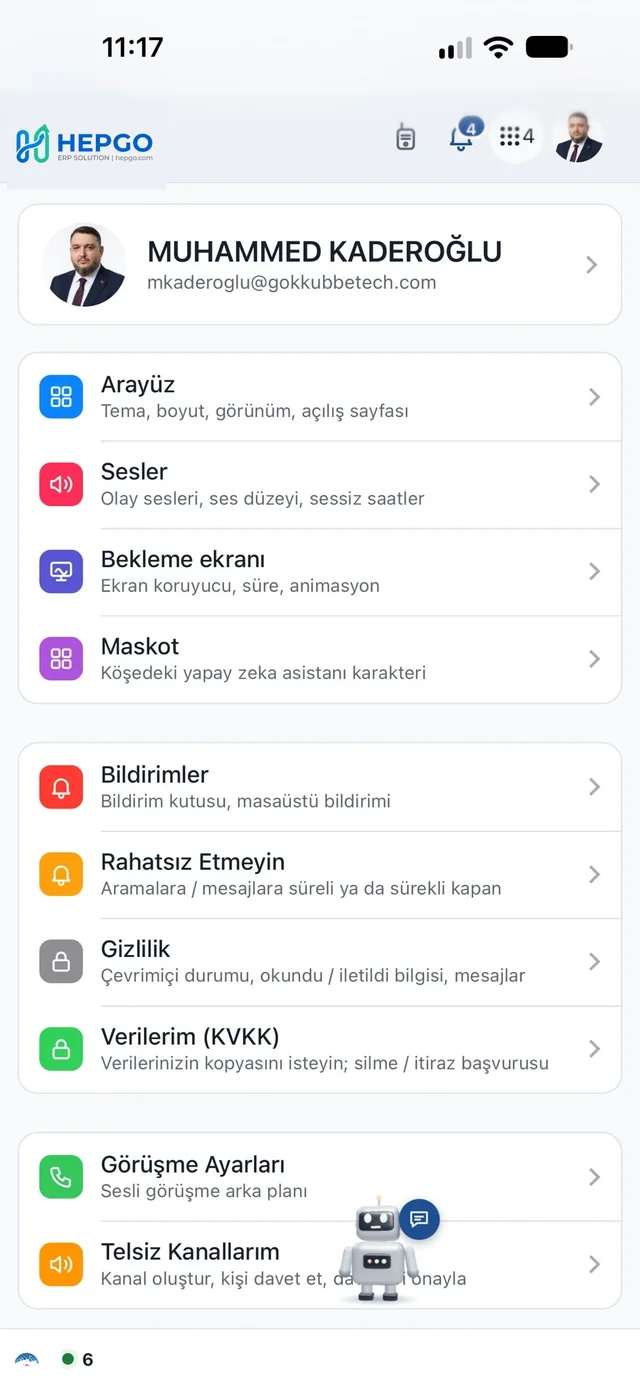 11:17
HEPGO
ERP SOLUTION | hepgo.com
4
4
MUHAMMED KADEROĞLU
mkaderoglu@gokkubbetech.com
Arayüz
Tema, boyut, görünüm, açılış sayfası
Sesler
Olay sesleri, ses düzeyi, sessiz saatler
Bekleme ekranı
Ekran koruyucu, süre, animasyon
Maskot
Köşedeki yapay zeka asistanı karakteri
Bildirimler
Bildirim kutusu, masaüstü bildirimi
Rahatsız Etmeyin
Aramalara / mesajlara süreli ya da sürekli kapan
Gizlilik
Çevrimiçi durumu, okundu / iletildi bilgisi, mesajlar
Verilerim (KVKK)
Verilerinizin kopyasını isteyin; silme / itiraz başvurusu
Görüşme Ayarları
Sesli görüşme arka planı
Telsiz Kanallarım
Kanal oluştur, kişi davet et, onayla
6